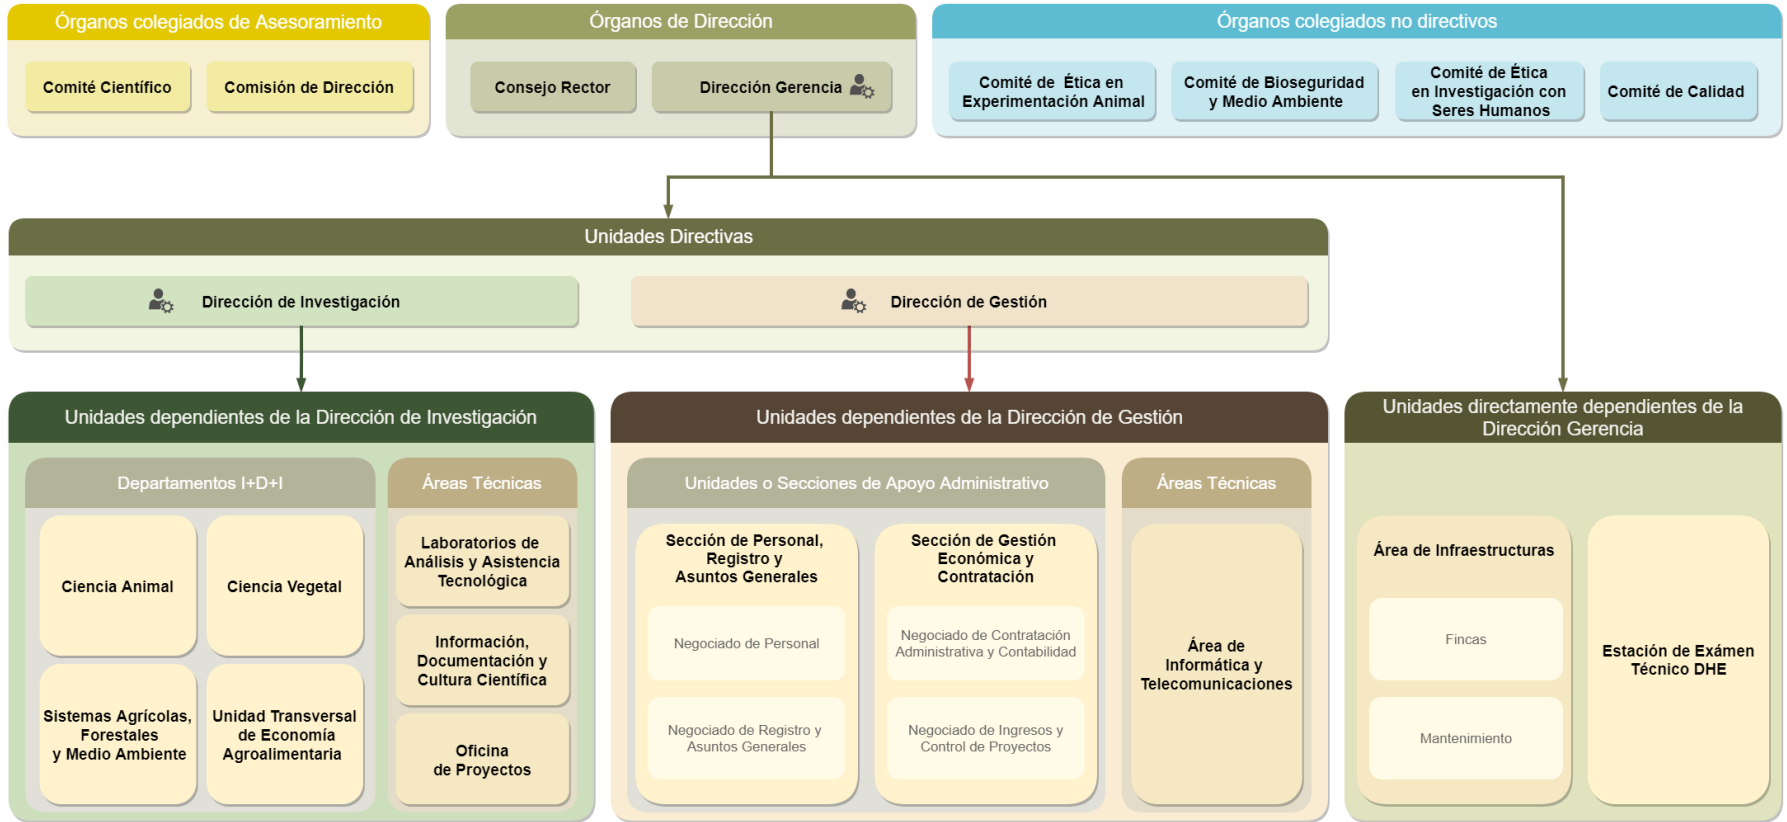 Órganos colegiados de Asesoramiento
Comité Científico
Comisión de Dirección
Órganos de Dirección
Consejo Rector
Dirección Gerencia
Órganos colegiados no directivos
Comité de Ética en
Experimentación Animal
Comité de Bioseguridad
y Medio Ambiente
Comité de Ética
en Investigación con
Seres Humanos
Comité de Calidad
Unidades Directivas
Dirección de Investigación
Dirección de Gestión
Unidades dependientes de la Dirección de Investigación
Departamentos I+D+I
Ciencia Animal
Ciencia Vegetal
Sistemas Agrícolas,
Forestales
y Medio Ambiente
Unidad Transversal
de Economía
Agroalimentaria
Áreas Técnicas
Laboratorios de
Análisis y Asistencia
Tecnológica
Información,
Documentación y
Cultura Científica
Oficina
de Proyectos
Unidades dependientes de la Dirección de Gestión
Unidades o Secciones de Apoyo Administrativo
Sección de Personal,
Registro y
Asuntos Generales
Negociado de Personal
Negociado de Registro y
Asuntos Generales
Sección de Gestión
Económica y
Contratación
Negociado de Contratación
Administrativa y Contabilidad
Negociado de Ingresos y
Control de Proyectos
Áreas Técnicas
Área de
Informática y
Telecomunicaciones
Unidades directamente dependientes de la
Dirección Gerencia
Área de Infraestructuras
Fincas
Mantenimiento
Estación de Exámen
Técnico DHE